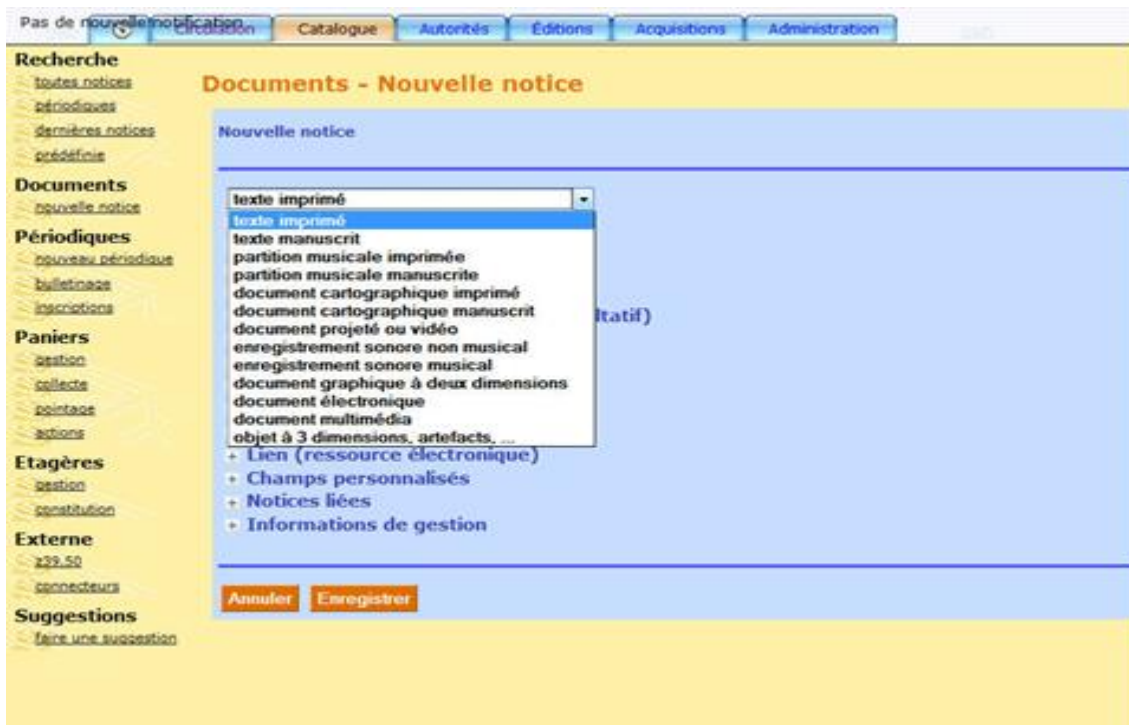 Pas de nouvelle notification
Circulation Catalogue Autorités Éditions Acquisitions Administration
Recherche
toutes notices
périodiques
dernières notices
prédéfinie
Documents
nouvelle notice
Périodiques
nouveau périodique
bulletinage
inscriptions
Paniers
gestion
collecte
pointage
actions
Etagères
gestion
constitution
Externe
z39.50
connecteurs
Suggestions
faire une suggestion
Documents - Nouvelle notice
Nouvelle notice
texte imprimé
texte imprimé
texte manuscrit
partition musicale imprimée
partition musicale manuscrite
document cartographique imprimé
document cartographique manuscrit
ltatif)
document projeté ou vidéo
enregistrement sonore non musical
enregistrement sonore musical
document graphique à deux dimensions
document électronique
document multimédia
objet à 3 dimensions, artefacts, ...
+ Lien (ressource électronique)
+ Champs personnalisés
+ Notices liées
+ Informations de gestion
Annuler Enregistrer